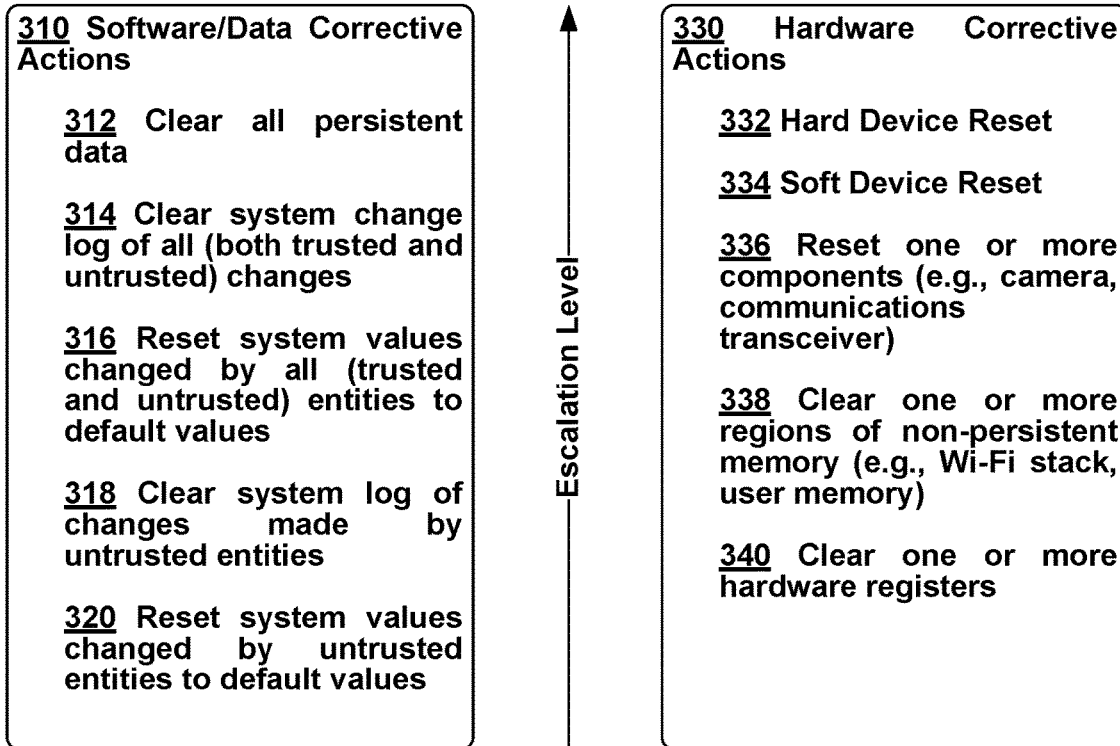 310 Software/Data Corrective
Actions
312 Clear all persistent
data
314 Clear system change
log of all (both trusted and
untrusted) changes
316 Reset system values
changed by all (trusted
and untrusted) entities to
default values
318 Clear system log of
changes made by
untrusted entities
320 Reset system values
changed by untrusted
entities to default values
Escalation Level
330 Hardware Corrective
Actions
332 Hard Device Reset
334 Soft Device Reset
336 Reset one or more
components (e.g., camera,
communications
transceiver)
338 Clear one or more
regions of non-persistent
memory (e.g., Wi-Fi stack,
user memory)
340 Clear one or more
hardware registers